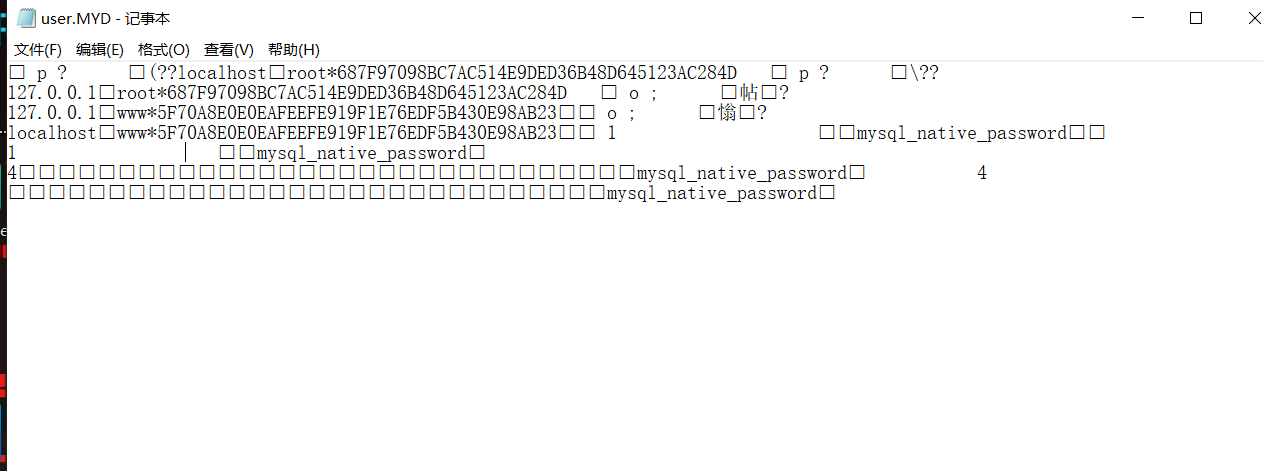 user.MYD - 记事本
文件(F) 编辑(E) 格式(O) 查看(V) 帮助(H)
□ p ? □(??localhost□root*687F97098BC7AC514E9DED36B48D645123AC284D □ p ? □\??
127.0.0.1□root*687F97098BC7AC514E9DED36B48D645123AC284D □ o ; □帖□?
127.0.0.1□www*5F70A8E0E0EAFEEFE919F1E76EDF5B430E98AB23□□ o ; □慃□?
localhost□www*5F70A8E0E0EAFEEFE919F1E76EDF5B430E98AB23□□ 1 □□mysql_native_password□□
1 □□mysql_native_password□
4□□□□□□□□□□□□□□□□□□□□□□□□□□□□□□□mysql_native_password□ 4
□□□□□□□□□□□□□□□□□□□□□□□□□□□□□□mysql_native_password□